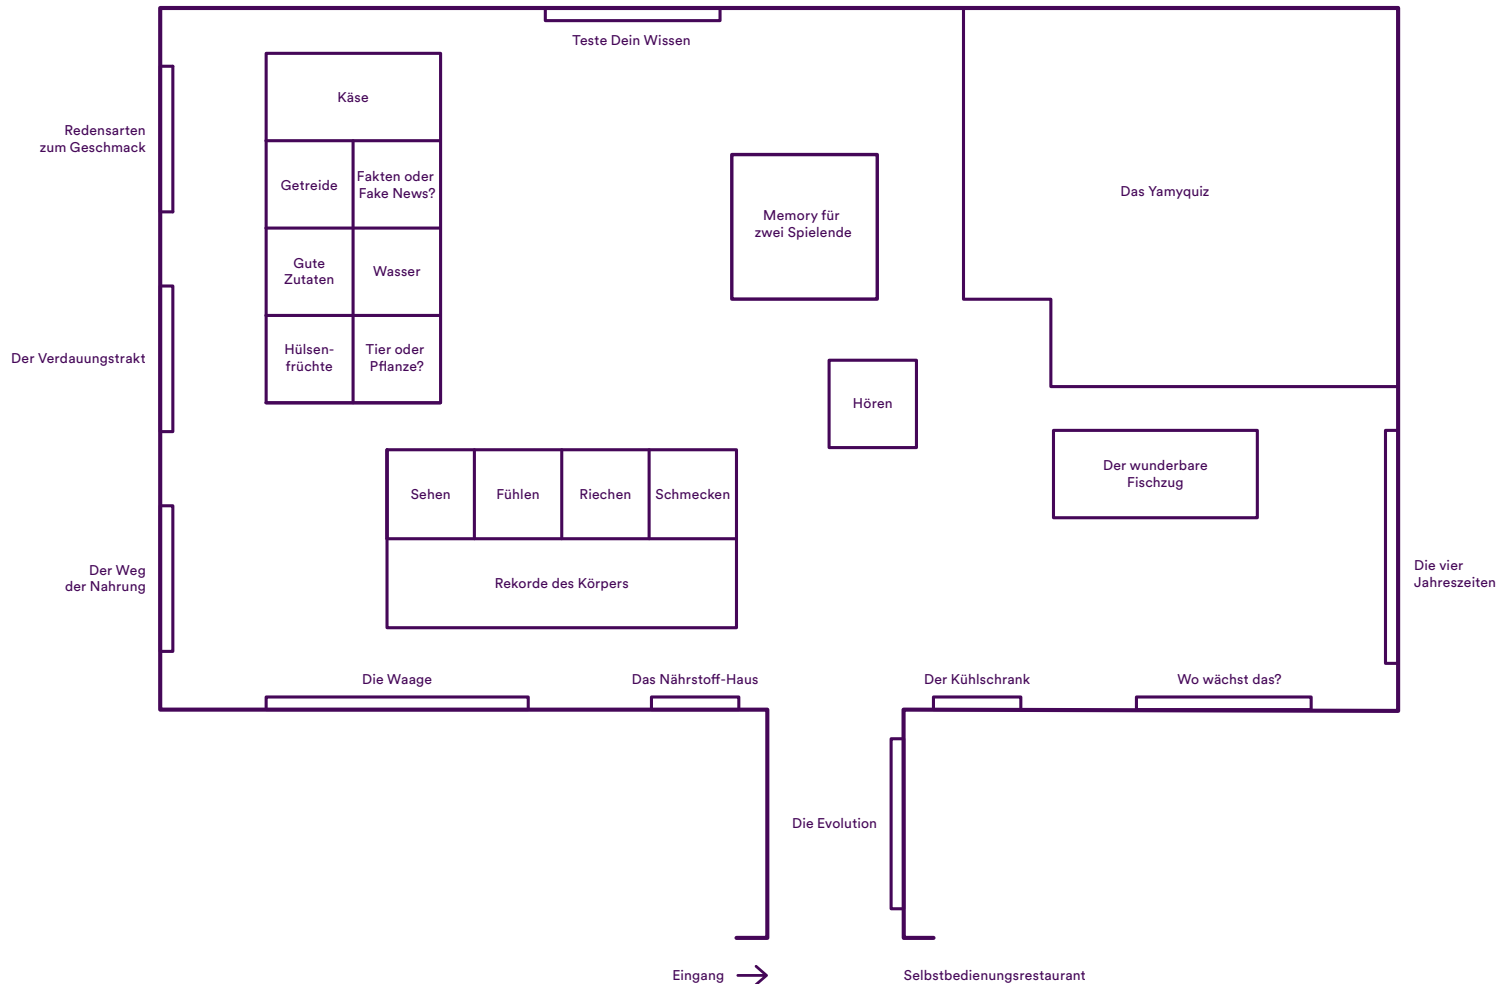 Teste Dein Wissen
Käse
Redensarten
zum Geschmack
Getreide
Fakten oder
Fake News?
Das Yamyquiz
Memory für
zwei Spielende
Gute
Zutaten
Wasser
Der Verdauungstrakt
Hülsen-
früchte
Tier oder
Pflanze?
Hören
Sehen
Fühlen
Riechen
Schmecken
Der wunderbare
Fischzug
Der Weg
der Nahrung
Rekorde des Körpers
Die vier
Jahreszeiten
Die Waage
Das Nährstoff-Haus
Der Kühlschrank
Wo wächst das?
Die Evolution
Eingang
Selbstbedienungsrestaurant